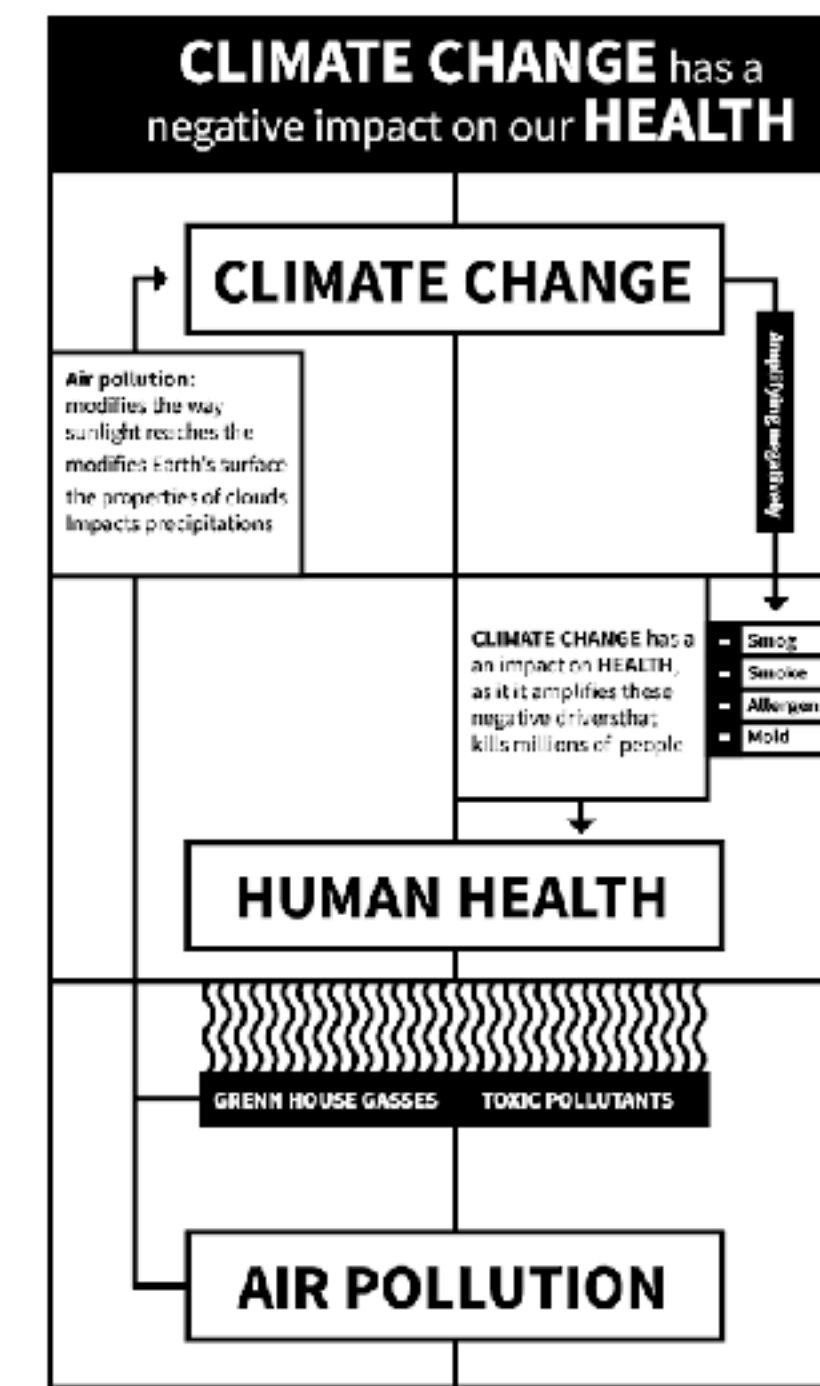 CLIMATE CHANGE has a
negative impact on our HEALTH
CLIMATE CHANGE
Amplifying negatively
Air pollution:
modifies the way
sunlight reaches the
modifies Earth's surface
the properties of clouds
Impacts precipitations
CLIMATE CHANGE has a
an impact on HEALTH,
as it it amplifies these
negative driversthat
kills millions of people
- Smog
- Smoke
- Allergen
- Mold
HUMAN HEALTH
GRENN HOUSE GASSES TOXIC POLLUTANTS
AIR POLLUTION